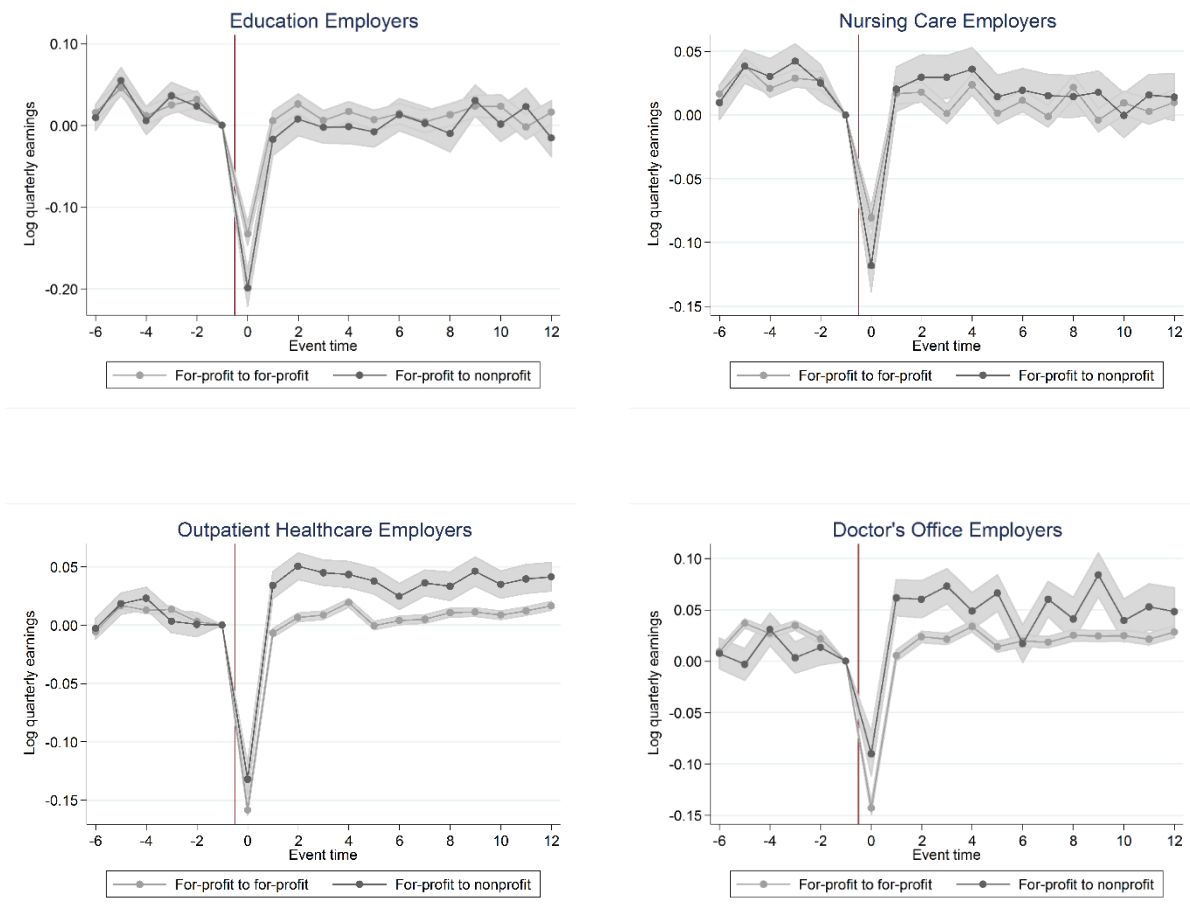 Education Employers
Log quarterly earnings
0.10
0.00
-0.10
-0.20
-6 -4 -2 0 2 4 6 8 10 12
Event time
For-profit to for-profit For-profit to nonprofit
Nursing Care Employers
Log quarterly earnings
0.05
0.00
-0.05
-0.10
-0.15
-6 -4 -2 0 2 4 6 8 10 12
Event time
For-profit to for-profit For-profit to nonprofit
Outpatient Healthcare Employers
Log quarterly earnings
0.05
0.00
-0.05
-0.10
-0.15
-6 -4 -2 0 2 4 6 8 10 12
Event time
For-profit to for-profit For-profit to nonprofit
Doctor's Office Employers
Log quarterly earnings
0.10
0.05
0.00
-0.05
-0.10
-0.15
-6 -4 -2 0 2 4 6 8 10 12
Event time
For-profit to for-profit For-profit to nonprofit